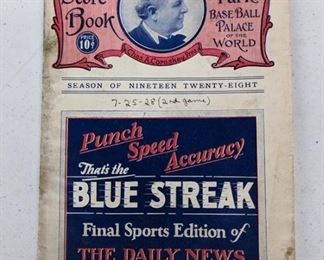 Score Book
PRICE 10¢
Park
BASE BALL
PALACE
OF THE
WORLD
Chas. A. Comiskey, Prest.
SEASON OF NINETEEN TWENTY-EIGHT
7-25-28 (2nd game)
Punch
Speed
Accuracy
That's the
BLUE STREAK
Final Sports Edition of
THE DAILY NEWS